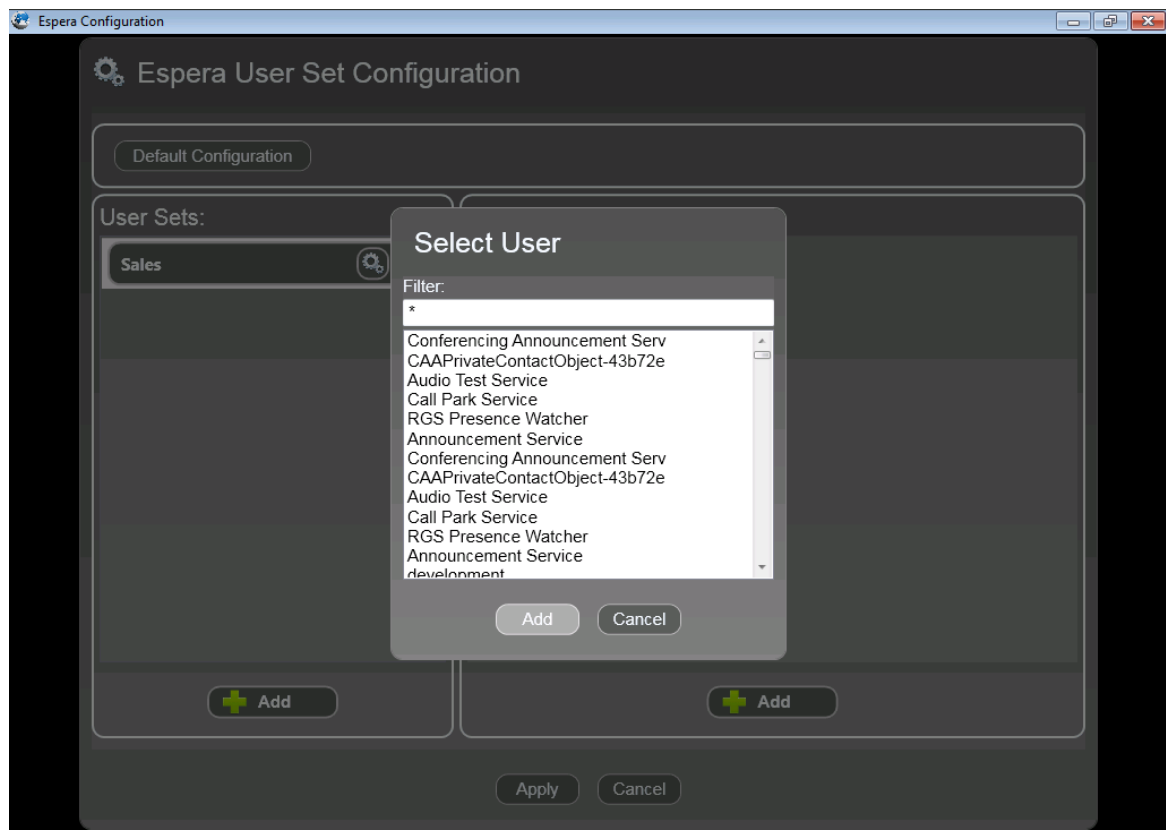 Espera Configuration
Espera User Set Configuration
Default Configuration
User Sets:
Sales
Select User
Filter:
*
Conferencing Announcement Serv
CAAPrivateContactObject-43b72e
Audio Test Service
Call Park Service
RGS Presence Watcher
Announcement Service
Conferencing Announcement Serv
CAAPrivateContactObject-43b72e
Audio Test Service
Call Park Service
RGS Presence Watcher
Announcement Service
development
Add Cancel
Add Add
Apply Cancel